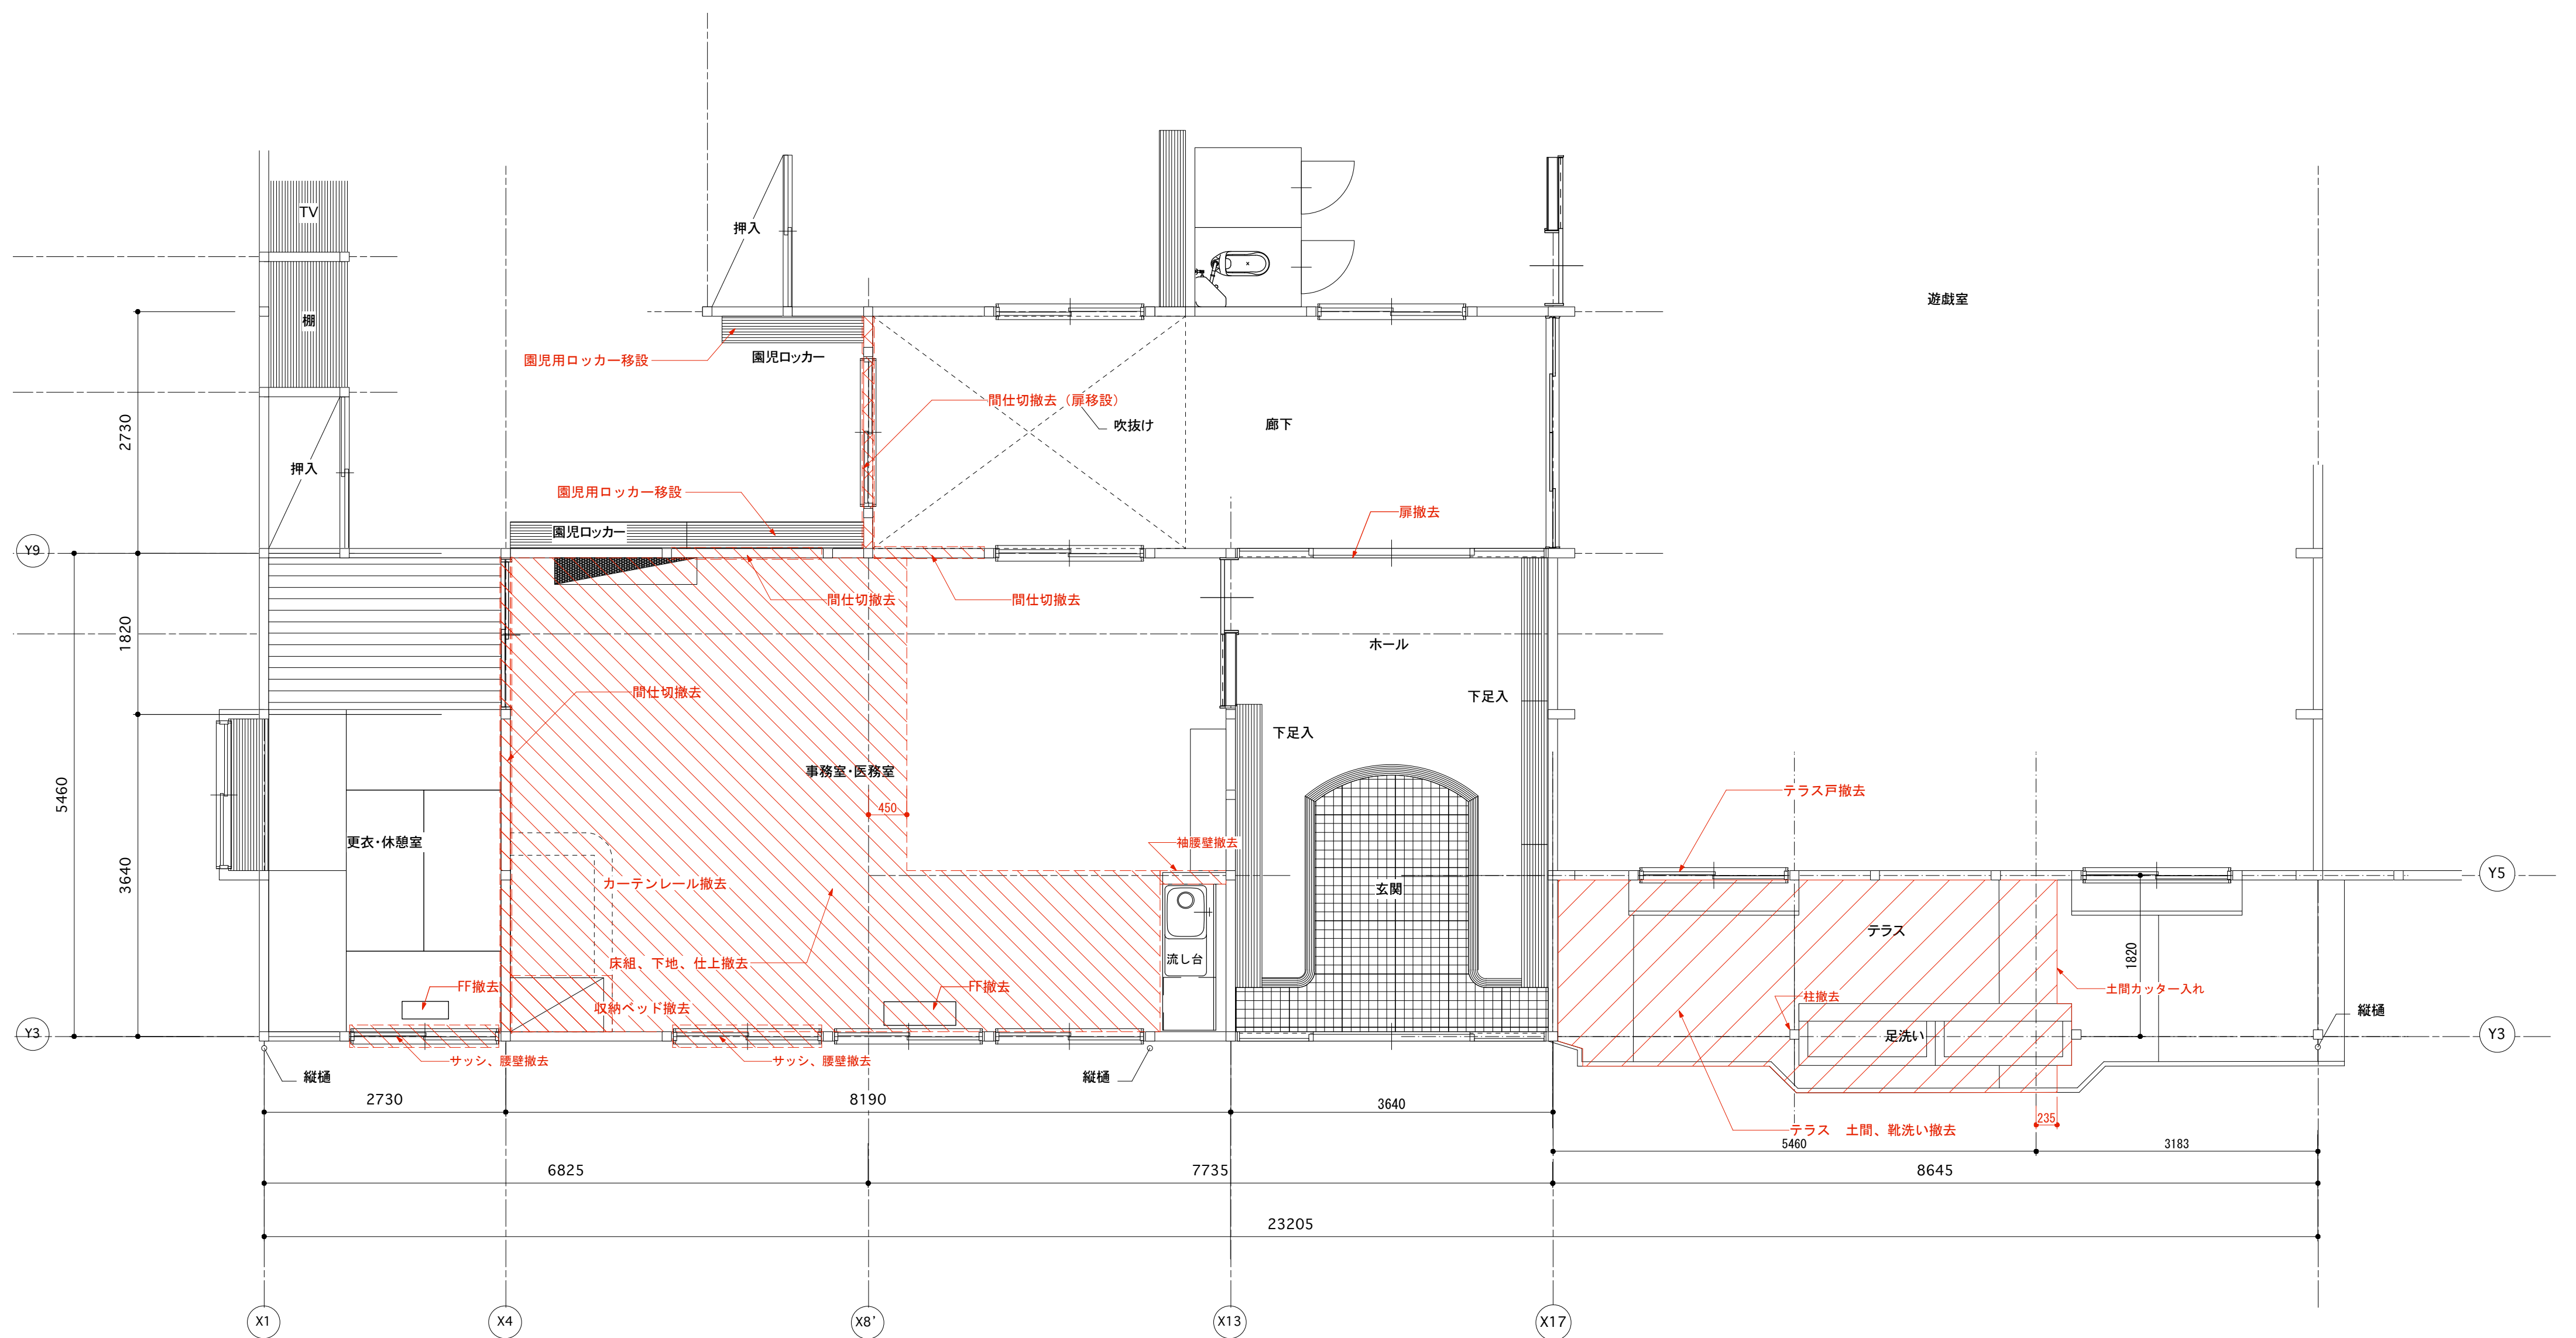 TV
押入
遊戯室
棚
園児用ロッカー移設
園児ロッカー
間仕切撤去（扉移設）
吹抜け
廊下
2730
押入
園児用ロッカー移設
扉撤去
園児ロッカー
Y9
間仕切撤去
間仕切撤去
1820
ホール
間仕切撤去
下足入
下足入
事務室・医務室
5460
450
テラス戸撤去
更衣・休憩室
袖腰壁撤去
3640
カーテンレール撤去
玄関
Y5
テラス
1820
床組、下地、仕上撤去
流し台
FF撤去
FF撤去
土間カッター入れ
収納ベッド撤去
柱撤去
縦樋
Y3
足洗い
Y3
サッシ、腰壁撤去
サッシ、腰壁撤去
縦樋
縦樋
2730
8190
3640
235
テラス　土間、靴洗い撤去
5460
3183
6825
7735
8645
23205
X1
X4
X8’
X13
X17